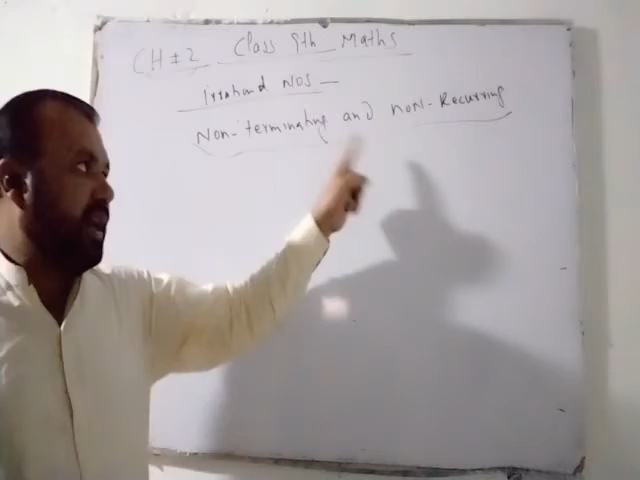 CH # 2 Class 9th Maths
Irrational NOS —
Non-terminating and noN-Recurring